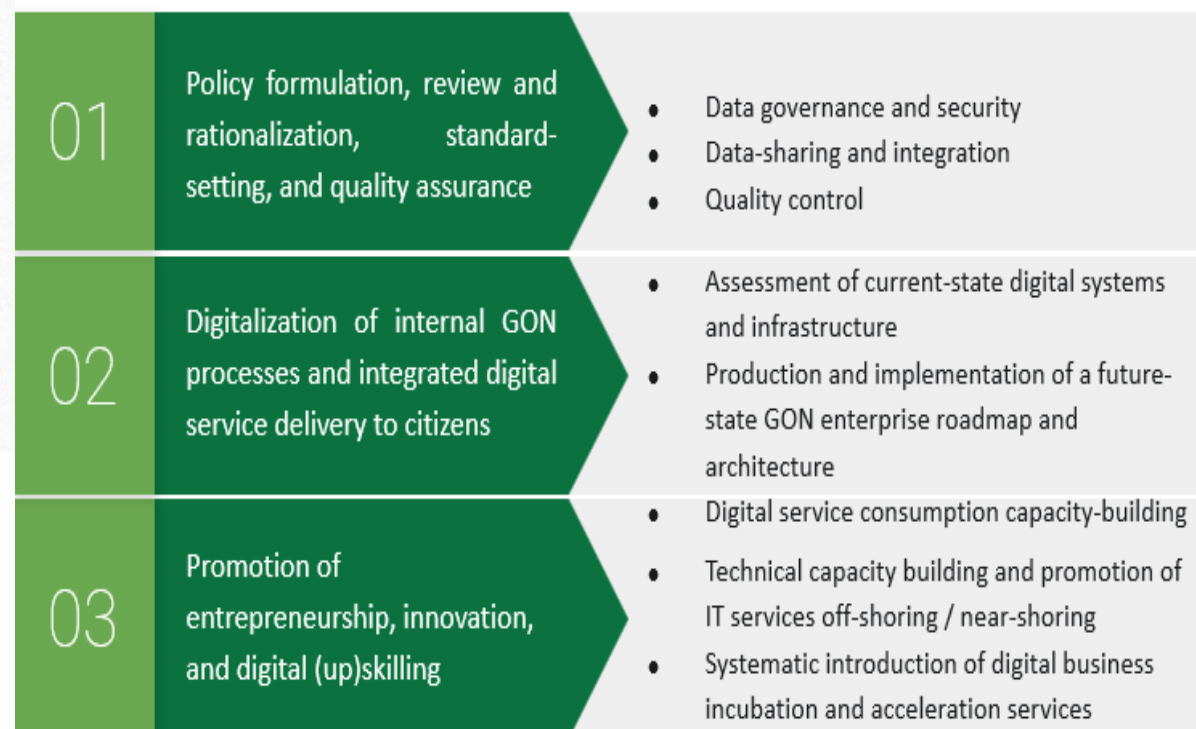 01
Policy formulation, review and
rationalization, standard-
setting, and quality assurance
● Data governance and security
● Data-sharing and integration
● Quality control
02
Digitalization of internal GON
processes and integrated digital
service delivery to citizens
● Assessment of current-state digital systems
and infrastructure
● Production and implementation of a future-
state GON enterprise roadmap and
architecture
03
Promotion of
entrepreneurship, innovation,
and digital (up)skilling
● Digital service consumption capacity-building
● Technical capacity building and promotion of
IT services off-shoring / near-shoring
● Systematic introduction of digital business
incubation and acceleration services